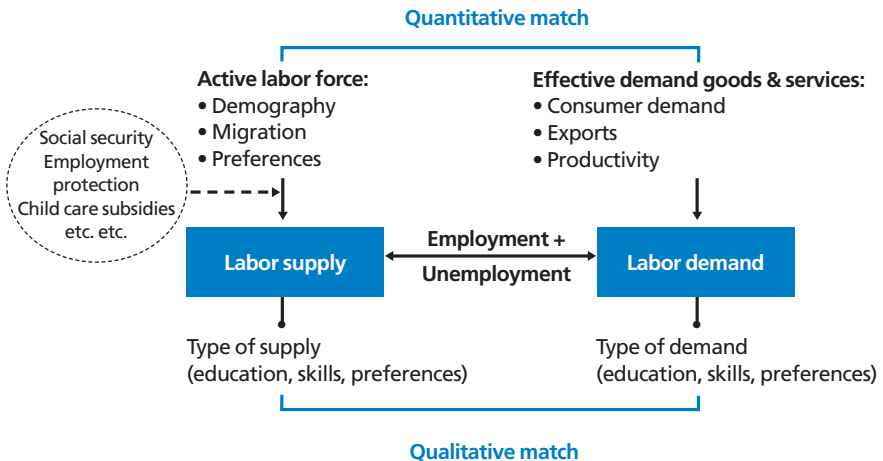 Quantitative match
Active labor force:
• Demography
• Migration
• Preferences
Effective demand goods & services:
• Consumer demand
• Exports
• Productivity
Social security
Employment
protection
Child care subsidies
etc. etc.
Labor supply
Employment +
Unemployment
Labor demand
Type of supply
(education, skills, preferences)
Type of demand
(education, skills, preferences)
Qualitative match